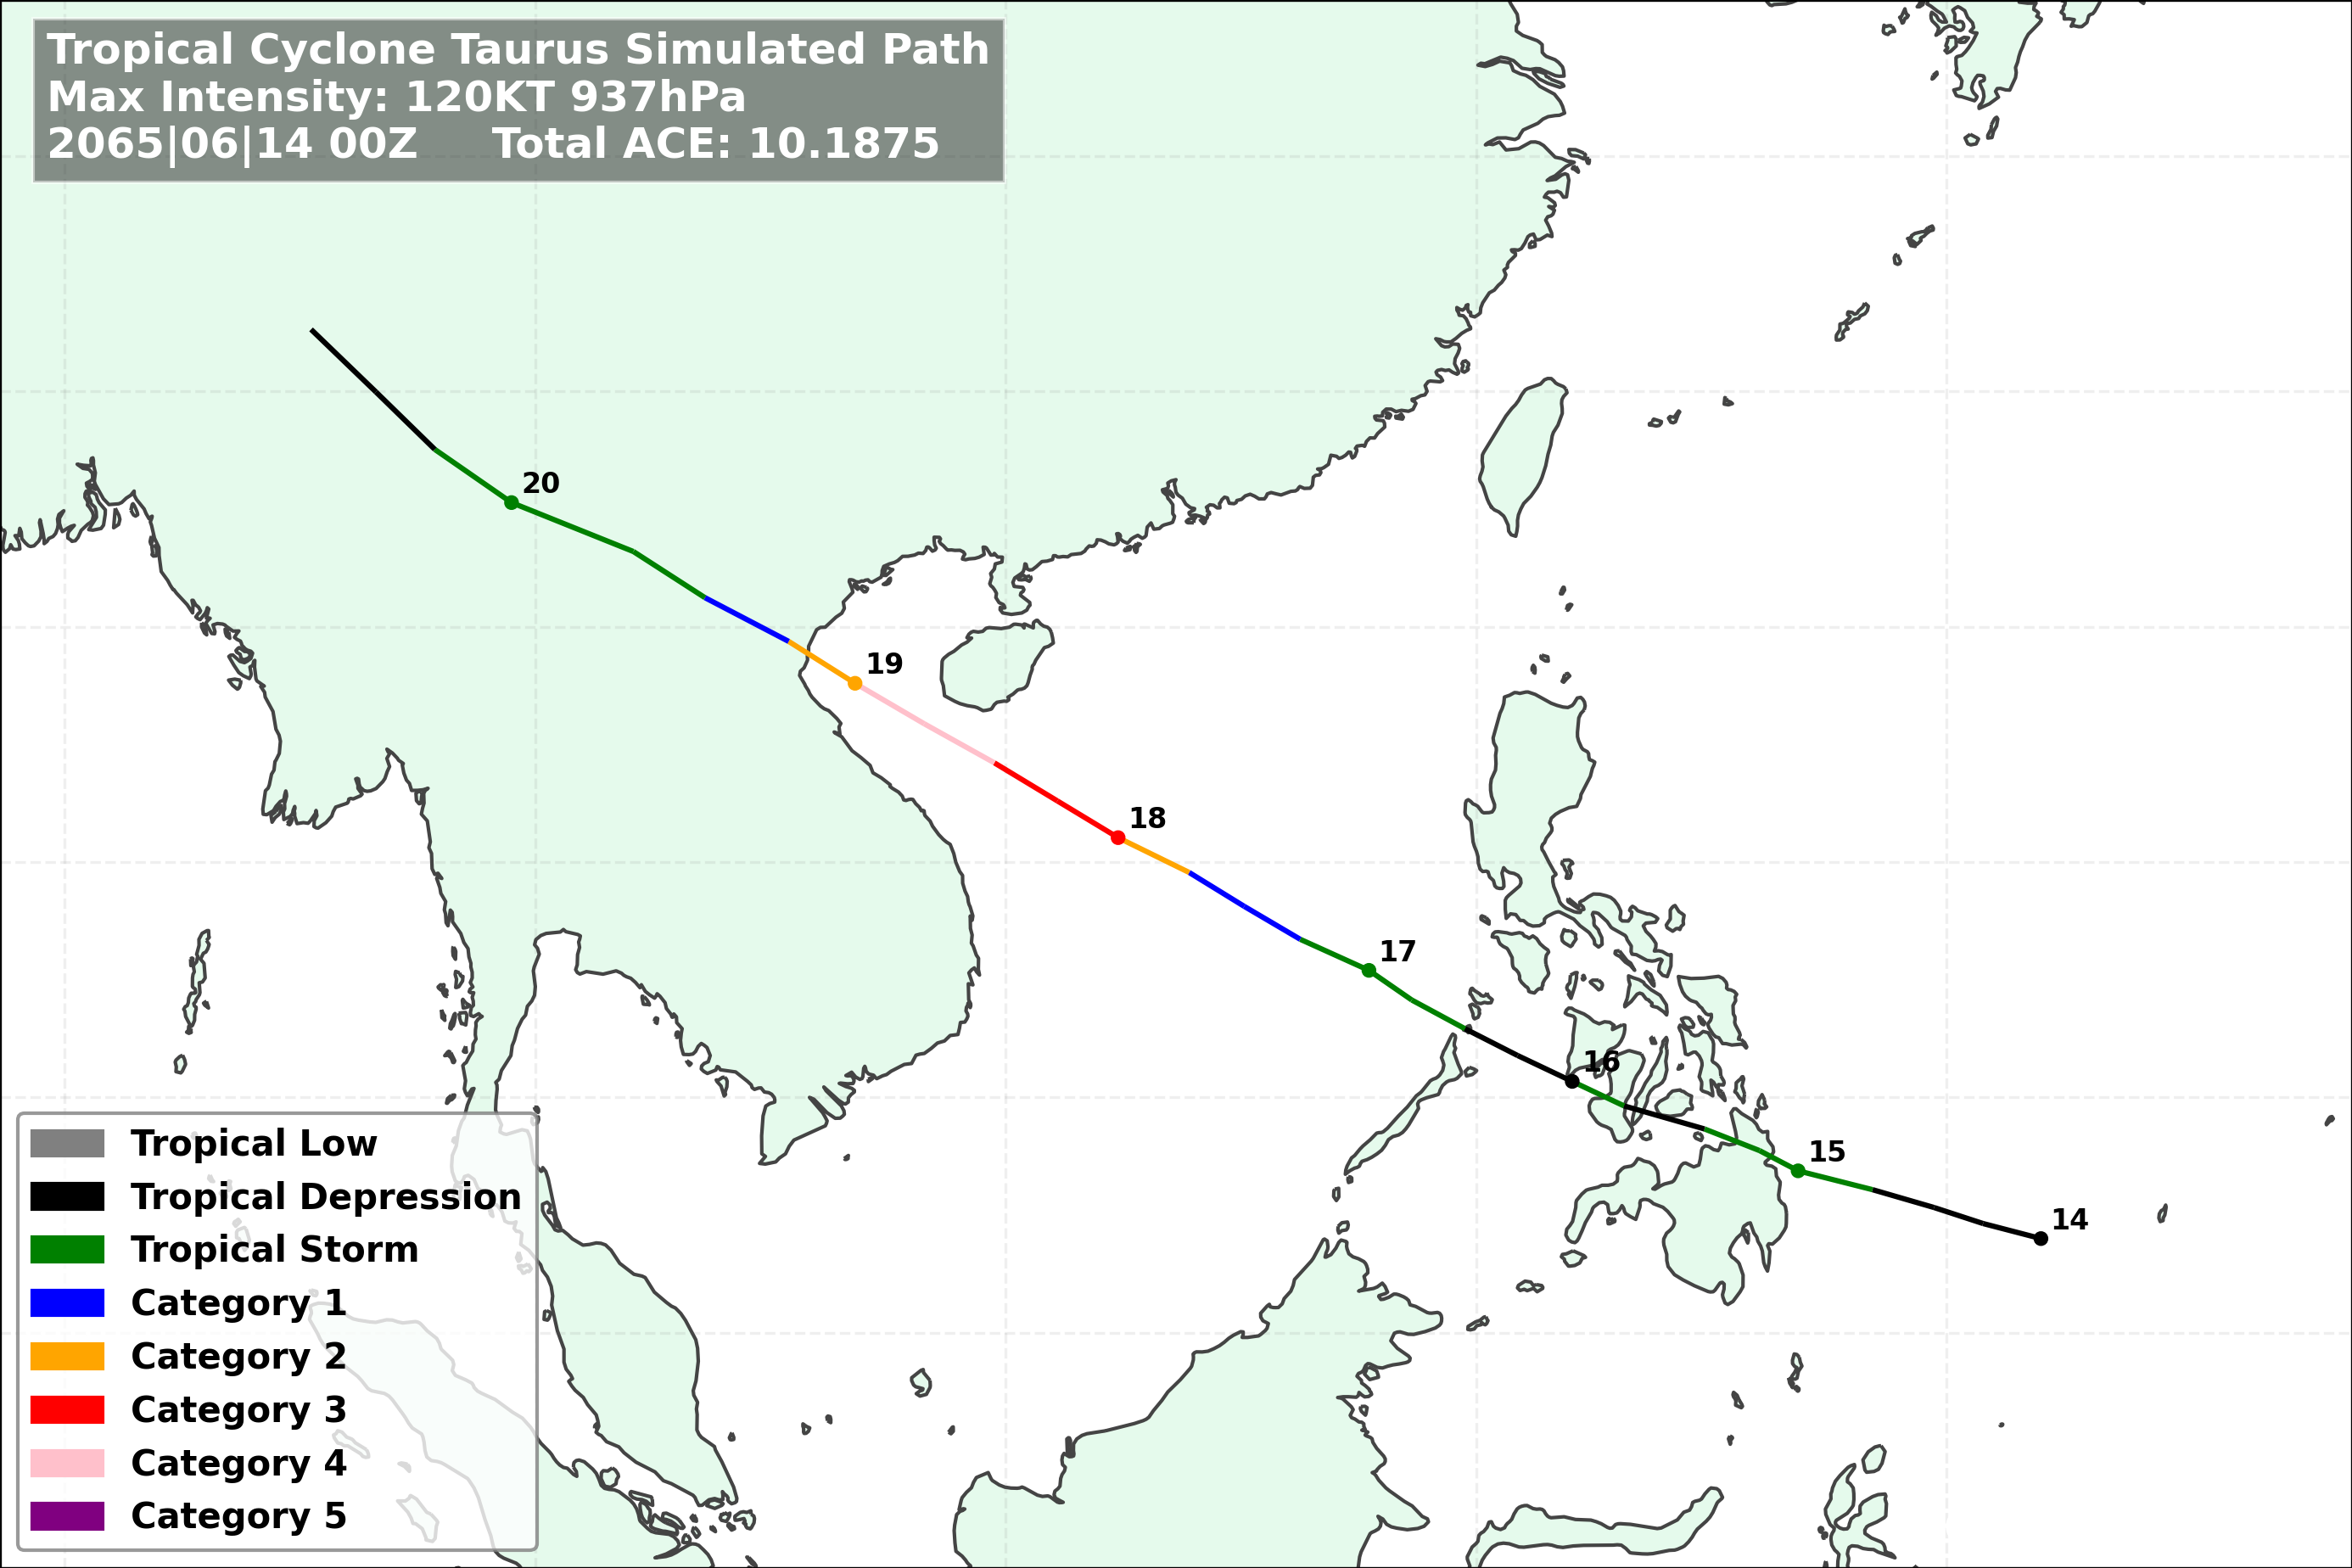 Tropical Cyclone Taurus Simulated Path
Max Intensity: 120KT 937hPa
2065|06|14 00Z     Total ACE: 10.1875
20
19
18
17
16
15
14
Tropical Low
Tropical Depression
Tropical Storm
Category 1
Category 2
Category 3
Category 4
Category 5